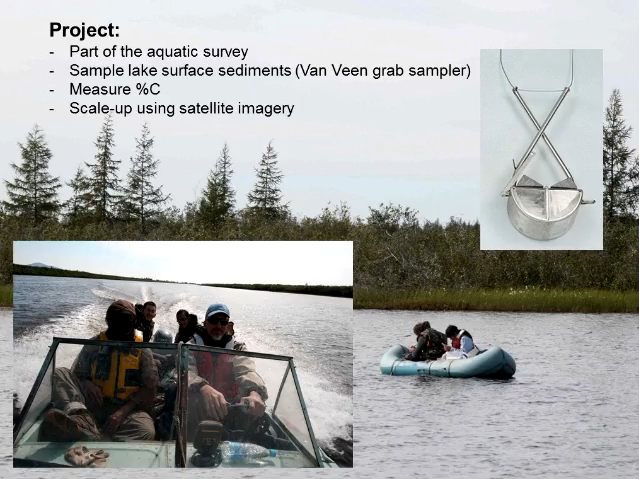 Project:
- Part of the aquatic survey
- Sample lake surface sediments (Van Veen grab sampler)
- Measure %C
- Scale-up using satellite imagery